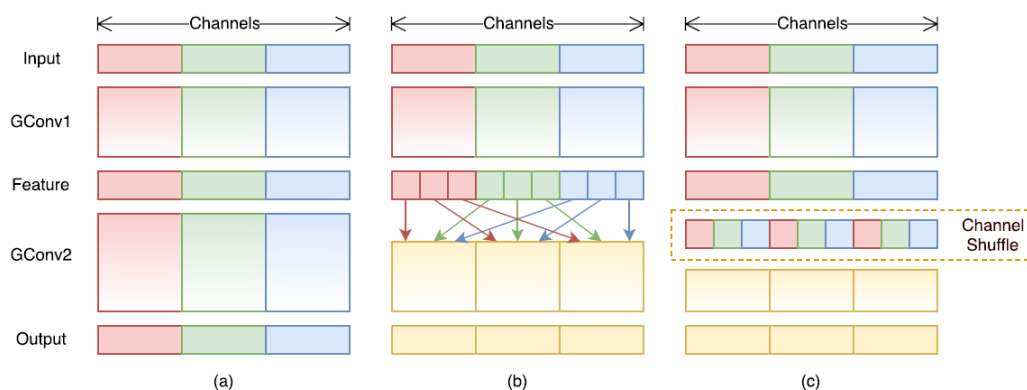 Channels Channels Channels
Input
GConv1
Feature
Channel
Shuffle
GConv2
Output
(a) (b) (c)